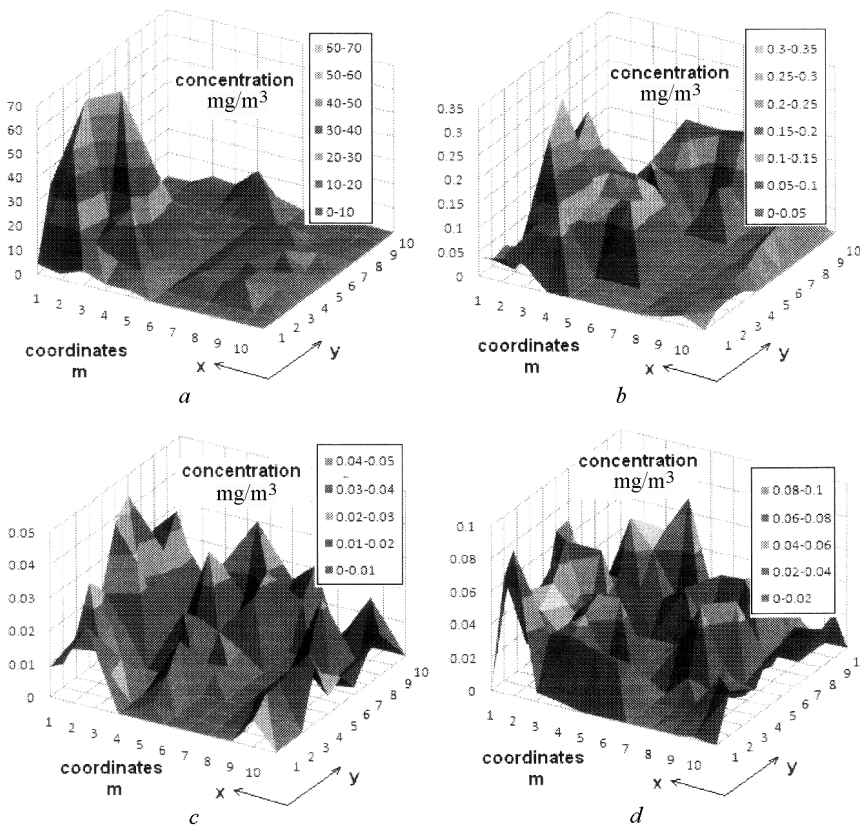 concentration
mg/m³
60-70
50-60
40-50
30-40
20-30
10-20
0-10
70
60
50
40
30
20
10
0
1 2 3 4 5 6 7 8 9 10
1 2 3 4 5 6 7 8 9 10
coordinates
m
x
y
a
concentration
mg/m³
0.3-0.35
0.25-0.3
0.2-0.25
0.15-0.2
0.1-0.15
0.05-0.1
0-0.05
0.35
0.3
0.25
0.2
0.15
0.1
0.05
0
1 2 3 4 5 6 7 8 9 10
1 2 3 4 5 6 7 8 9 10
coordinates
m
x
y
b
concentration
mg/m³
0.04-0.05
0.03-0.04
0.02-0.03
0.01-0.02
0-0.01
0.05
0.04
0.03
0.02
0.01
0
1 2 3 4 5 6 7 8 9 10
1 2 3 4 5 6 7 8 9 10
coordinates
m
x
y
c
concentration
mg/m³
0.08-0.1
0.06-0.08
0.04-0.06
0.02-0.04
0-0.02
0.1
0.08
0.06
0.04
0.02
0
1 2 3 4 5 6 7 8 9 10
1 2 3 4 5 6 7 8 9 1
coordinates
m
x
y
d